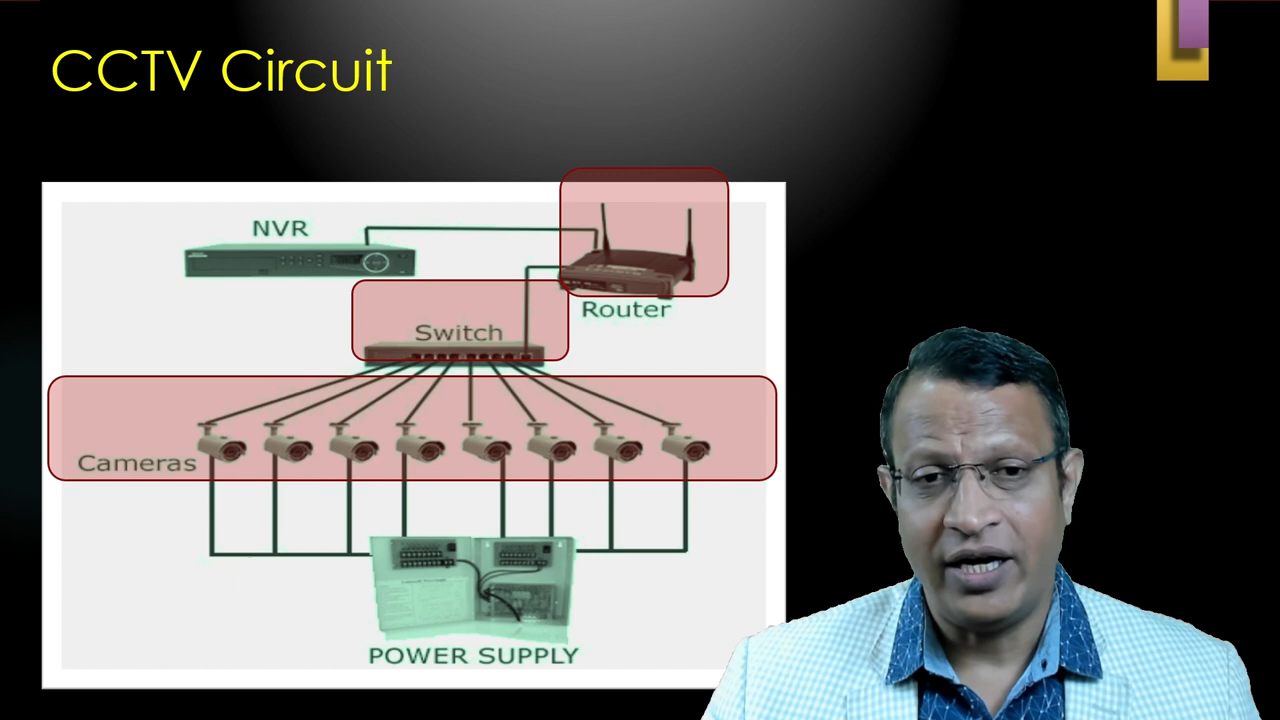 CCTV Circuit
NVR
Router
Switch
Cameras
POWER SUPPLY